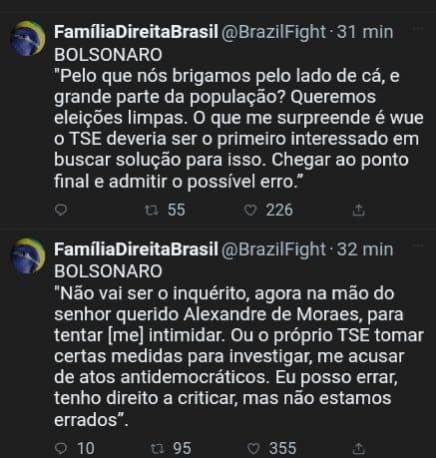 FamíliaDireitaBrasil @BrazilFight · 31 min
BOLSONARO
"Pelo que nós brigamos pelo lado de cá, e
grande parte da população? Queremos
eleições limpas. O que me surpreende é wue
o TSE deveria ser o primeiro interessado em
buscar solução para isso. Chegar ao ponto
final e admitir o possível erro.”
55 226
FamíliaDireitaBrasil @BrazilFight · 32 min
BOLSONARO
"Não vai ser o inquérito, agora na mão do
senhor querido Alexandre de Moraes, para
tentar [me] intimidar. Ou o próprio TSE tomar
certas medidas para investigar, me acusar
de atos antidemocráticos. Eu posso errar,
tenho direito a criticar, mas não estamos
errados”.
10 95 355